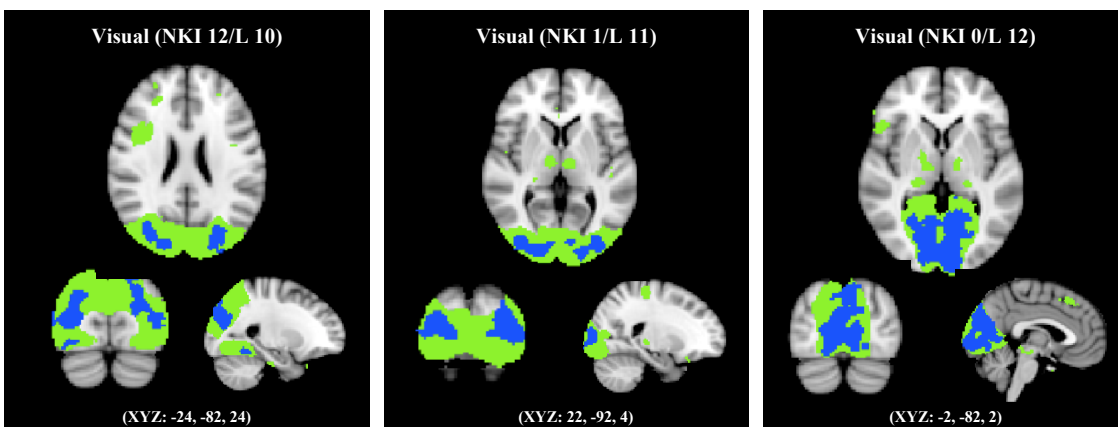 Visual (NKI 12/L 10)
(XYZ: -24, -82, 24)
Visual (NKI 1/L 11)
(XYZ: 22, -92, 4)
Visual (NKI 0/L 12)
(XYZ: -2, -82, 2)